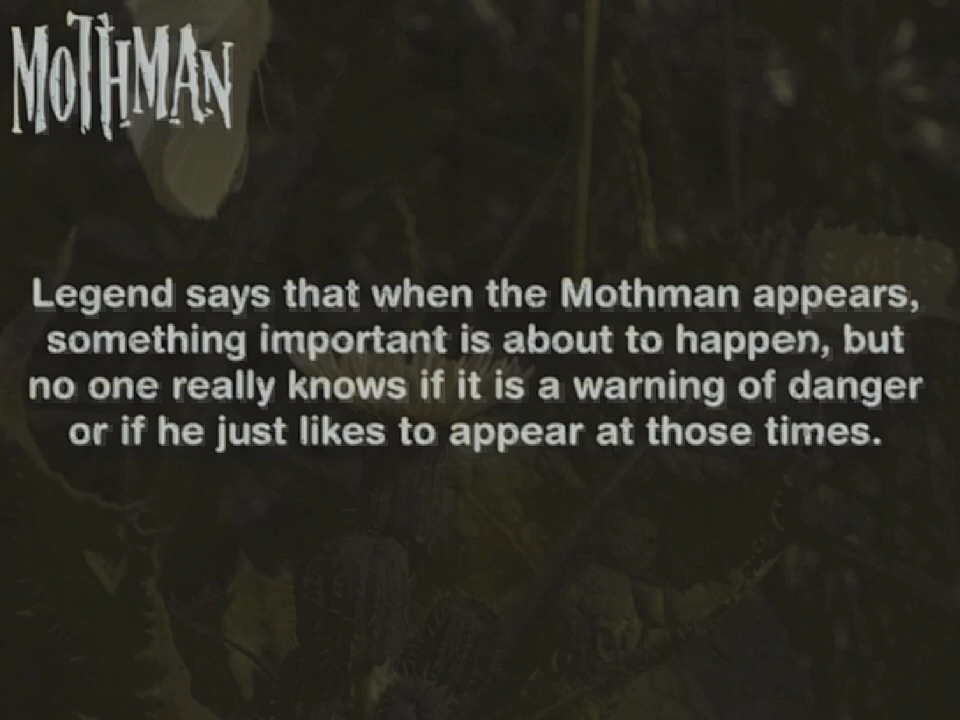 MOTHMAN
Legend says that when the Mothman appears,
something important is about to happen, but
no one really knows if it is a warning of danger
or if he just likes to appear at those times.